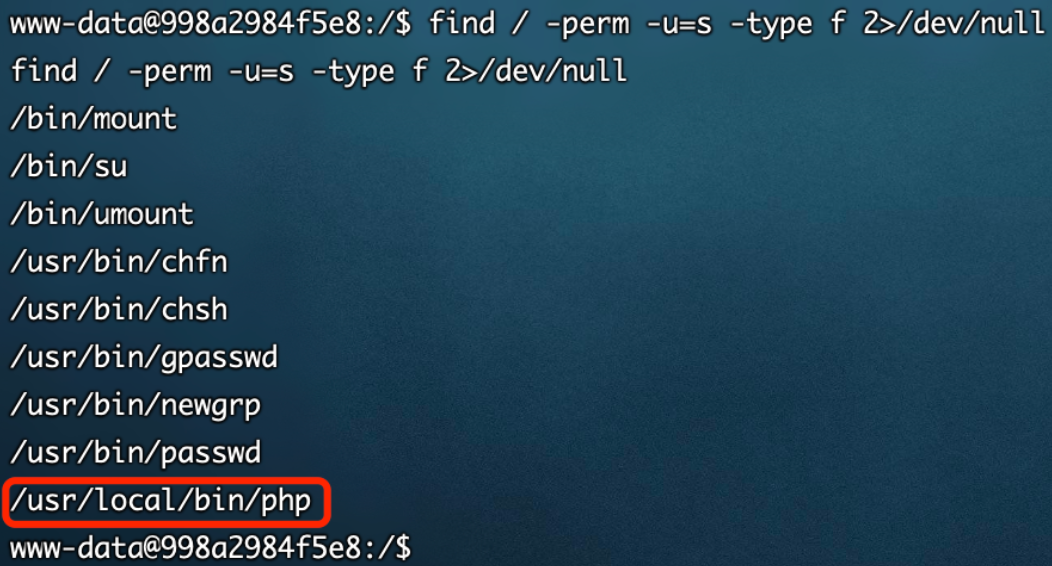 www-data@998a2984f5e8:/$ find / -perm -u=s -type f 2>/dev/null
find / -perm -u=s -type f 2>/dev/null
/bin/mount
/bin/su
/bin/umount
/usr/bin/chfn
/usr/bin/chsh
/usr/bin/gpasswd
/usr/bin/newgrp
/usr/bin/passwd
/usr/local/bin/php
www-data@998a2984f5e8:/$